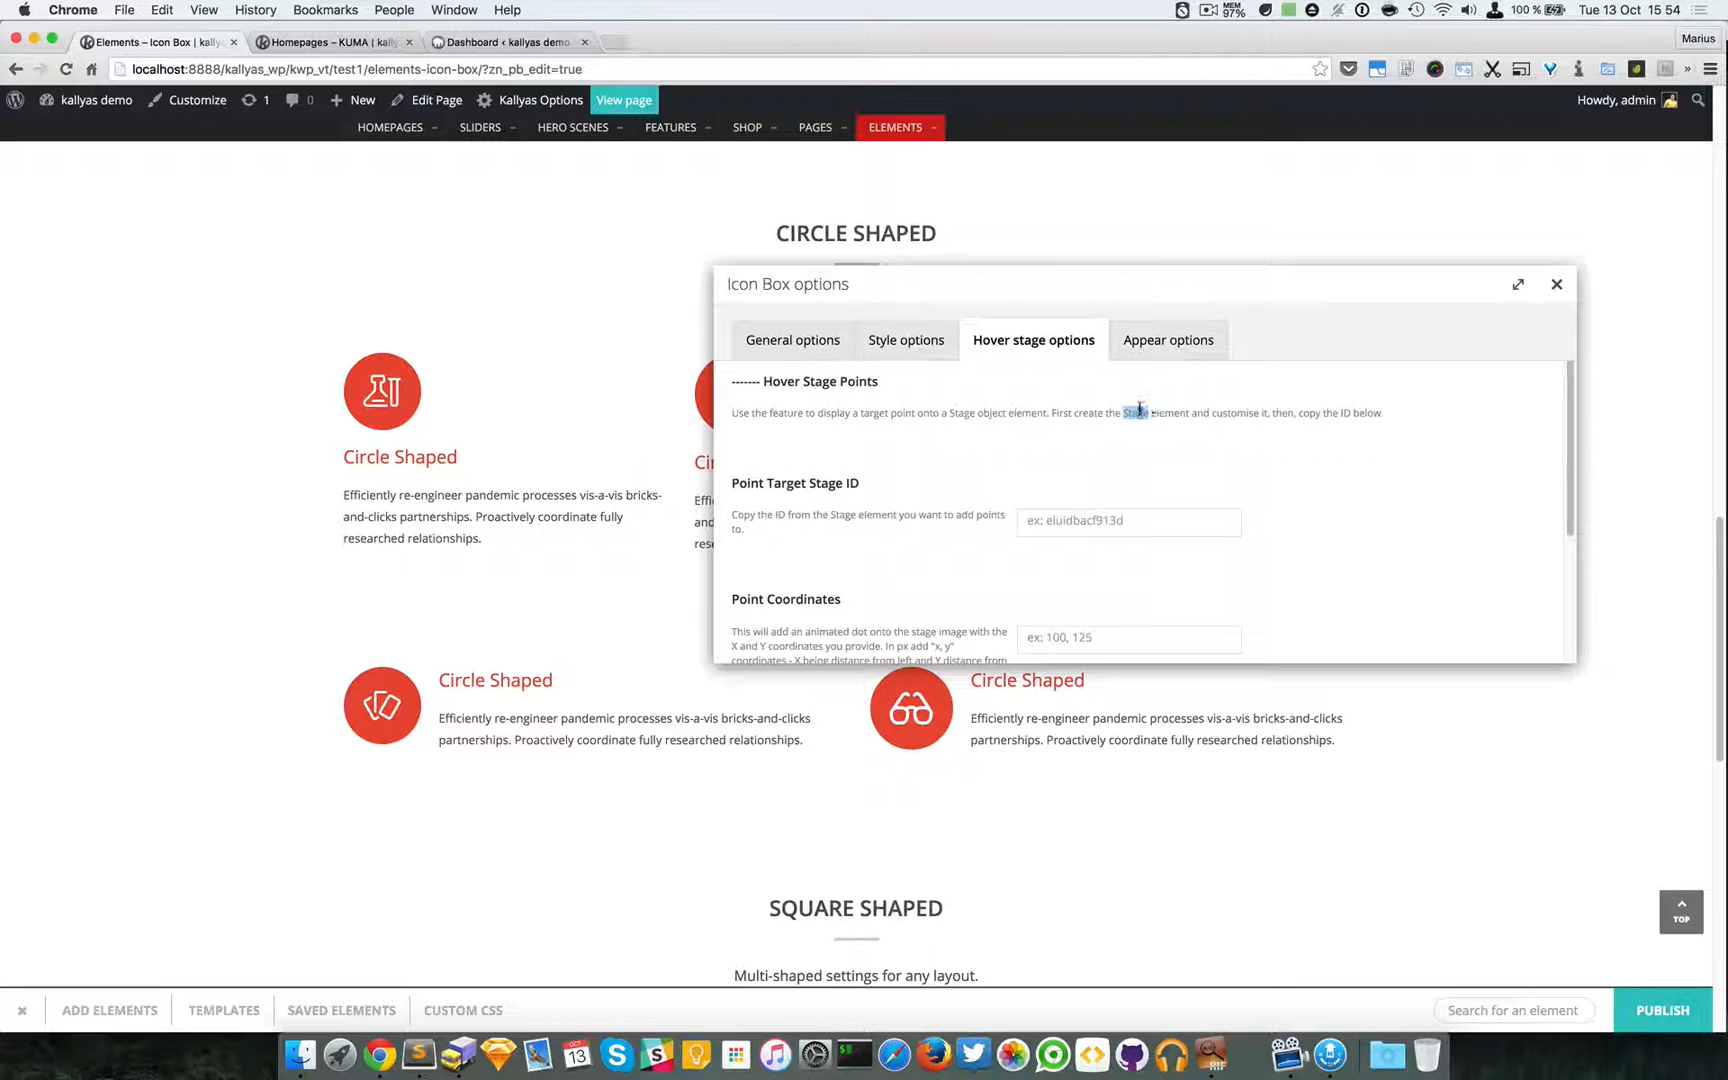 Chrome File Edit View History Bookmarks People Window Help
MEM 97% 100 % Tue 13 Oct 15 54
Elements – Icon Box | kally
Homepages – KUMA | kally
Dashboard ‹ kallyas demo
Marius
localhost:8888/kallyas_wp/kwp_vt/test1/elements-icon-box/?zn_pb_edit=true
kallyas demo Customize 1 0 New Edit Page Kallyas Options View page Howdy, admin
HOMEPAGES SLIDERS HERO SCENES FEATURES SHOP PAGES ELEMENTS
CIRCLE SHAPED
Icon Box options
General options Style options Hover stage options Appear options
------- Hover Stage Points
Use the feature to display a target point onto a Stage object element. First create the Stage element and customise it, then, copy the ID below.
Point Target Stage ID
Copy the ID from the Stage element you want to add points
to.
ex: eluidbacf913d
Point Coordinates
This will add an animated dot onto the stage image with the
X and Y coordinates you provide. In px add "x, y"
coordinates - X being distance from left and Y distance from
ex: 100, 125
Circle Shaped
Efficiently re-engineer pandemic processes vis-a-vis bricks-
and-clicks partnerships. Proactively coordinate fully
researched relationships.
Circle Shaped
Efficiently re-engineer pandemic processes vis-a-vis bricks-and-clicks
partnerships. Proactively coordinate fully researched relationships.
Circle Shaped
Efficiently re-engineer pandemic processes vis-a-vis bricks-and-clicks
partnerships. Proactively coordinate fully researched relationships.
SQUARE SHAPED
Multi-shaped settings for any layout.
TOP
ADD ELEMENTS TEMPLATES SAVED ELEMENTS CUSTOM CSS Search for an element PUBLISH